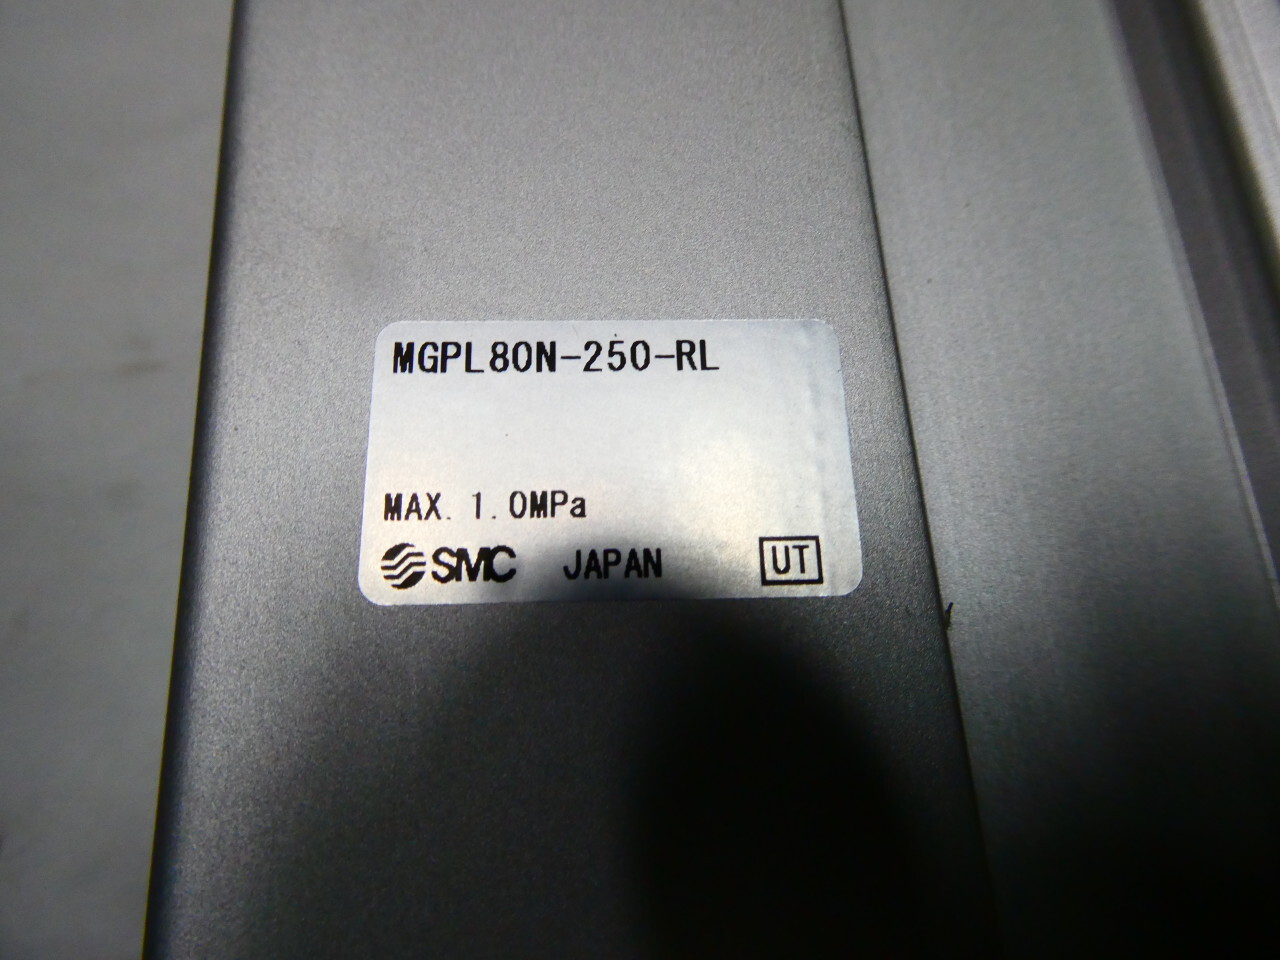 MGPL80N-250-RL
MAX. 1.0MPa
SMC JAPAN UT